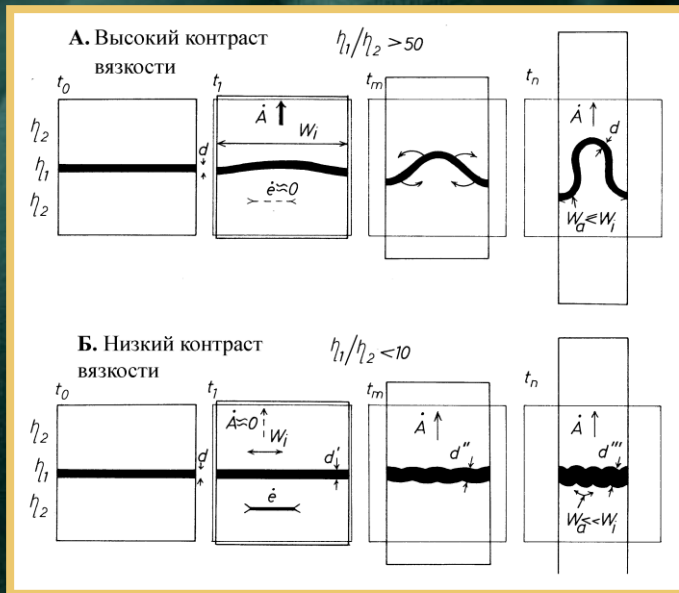 А. Высокий контраст
вязкости
η₁/η₂ > 50
t₀
η₂
η₁
η₂
d
t₁
Ȧ
Wᵢ
ė≈0
tₘ
tₙ
Ȧ
d
Wₐ≤Wᵢ
Б. Низкий контраст
вязкости
η₁/η₂ < 10
t₀
η₂
η₁
η₂
d
t₁
Ȧ≈0
Wᵢ
d'
ė
tₘ
Ȧ
d''
tₙ
Ȧ
d'''
Wₐ<<Wᵢ